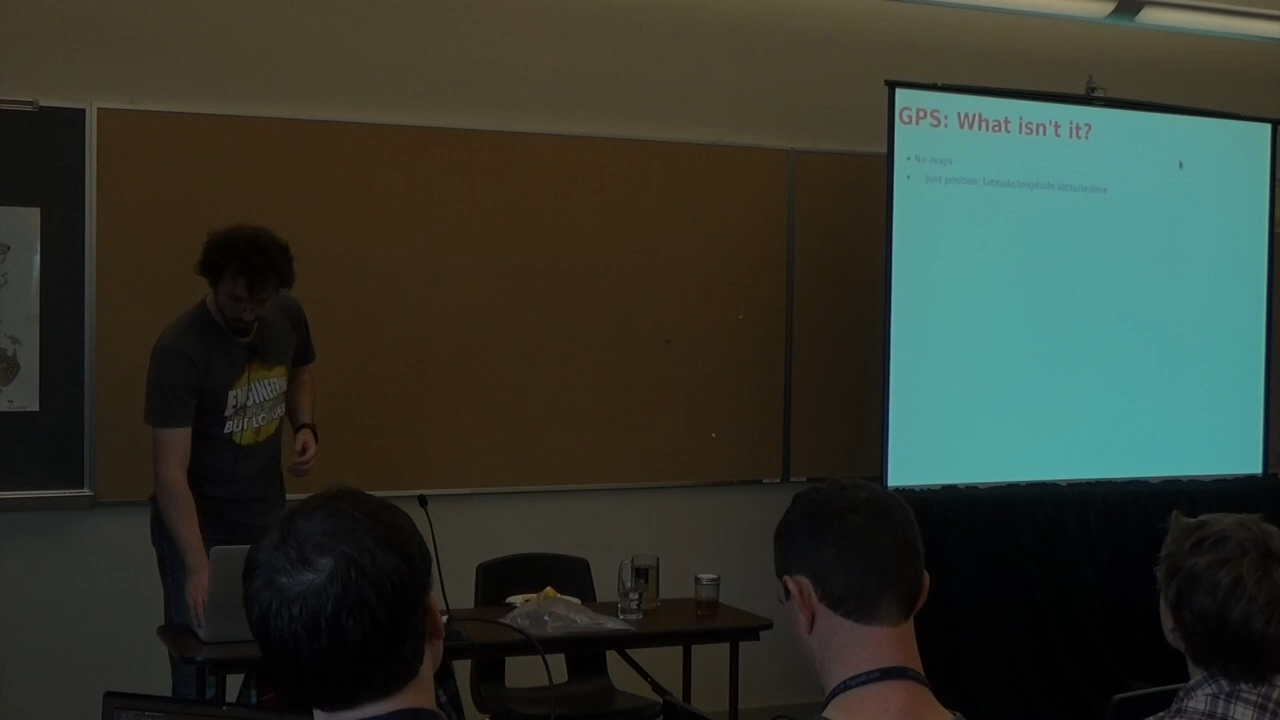 GPS: What isn't it?
• No maps
• ... just position: latitude/longitude/altitude/time
ENGINEERING
BUT LOUDER